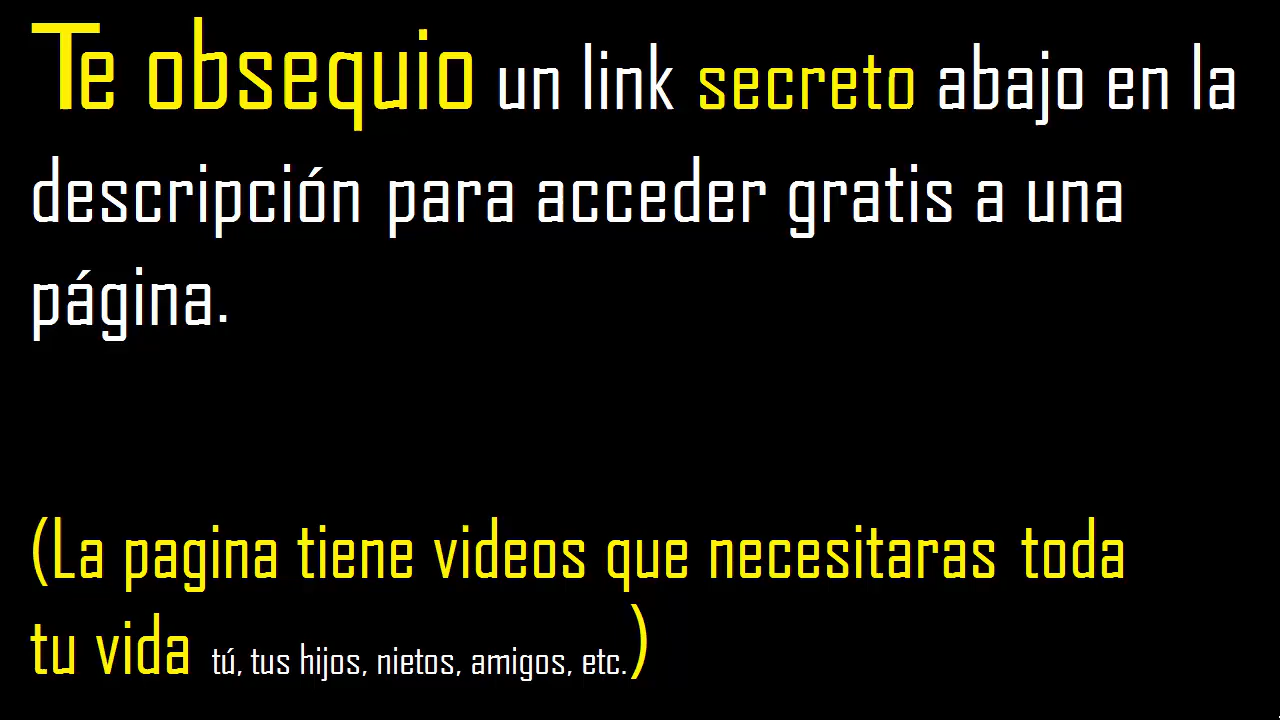 Te obsequio un link secreto abajo en la
descripción para acceder gratis a una
página.
(La pagina tiene videos que necesitaras toda
tu vida tú, tus hijos, nietos, amigos, etc.)